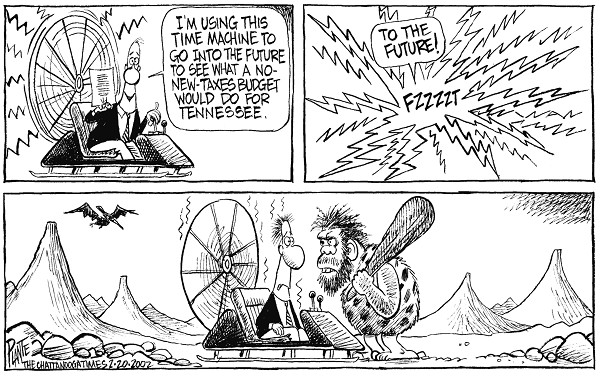 I'M USING THIS
TIME MACHINE TO
GO INTO THE FUTURE
TO SEE WHAT A NO-
NEW-TAXES BUDGET
WOULD DO FOR
TENNESSEE.
TO THE
FUTURE!
FZZZZZT
PLANTE
THE CHATTANOOGA TIMES 2-20-2002